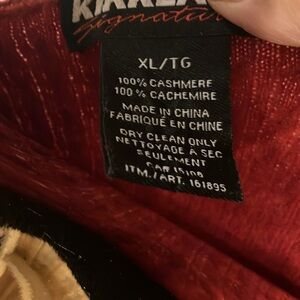 Signature
XL/TG
100% CASHMERE
100% CACHEMIRE
MADE IN CHINA
FABRIQUÉ EN CHINE
DRY CLEAN ONLY
NETTOYAGE A SEC
SEULEMENT
ITM./ART. 161895